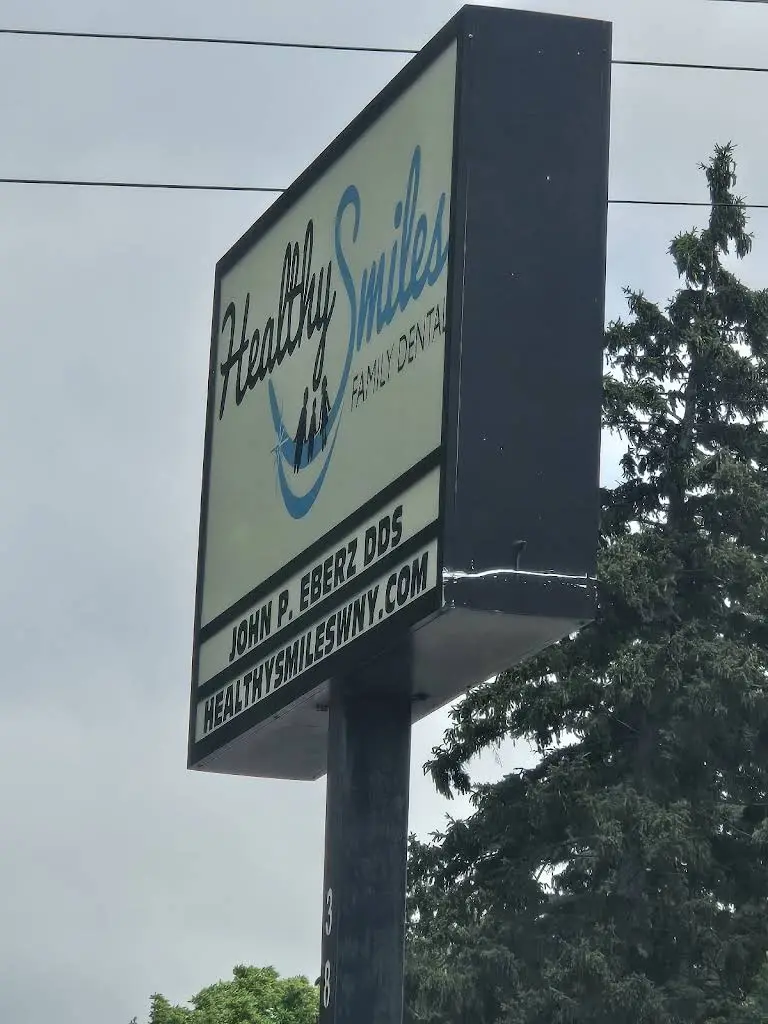 Healthy Smiles
FAMILY DENTAL
JOHN P. EBERZ DDS
HEALTHYSMILESWNY.COM
3
8